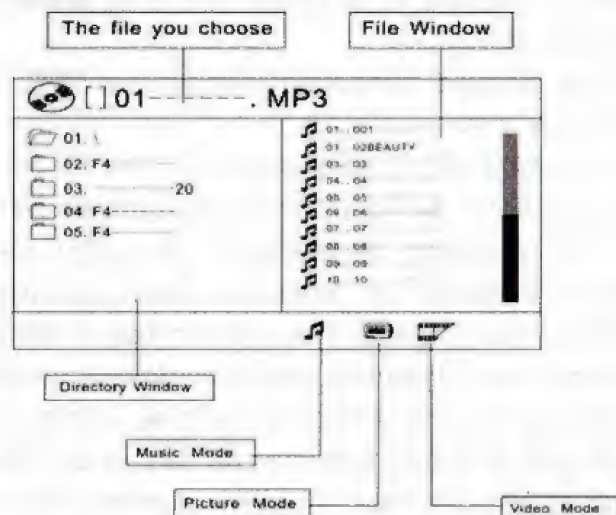 The file you choose
File Window
[ ] 01--------. MP3
01. \
02. F4--------
03. ------------20
04 F4--------
05. F4--------
01..001
01...02BEAUTY
03...03
04...04
05...05
06...06
07...07
08...08
09...09
10..10
Directory Window
Music Mode
Picture Mode
Video Mode